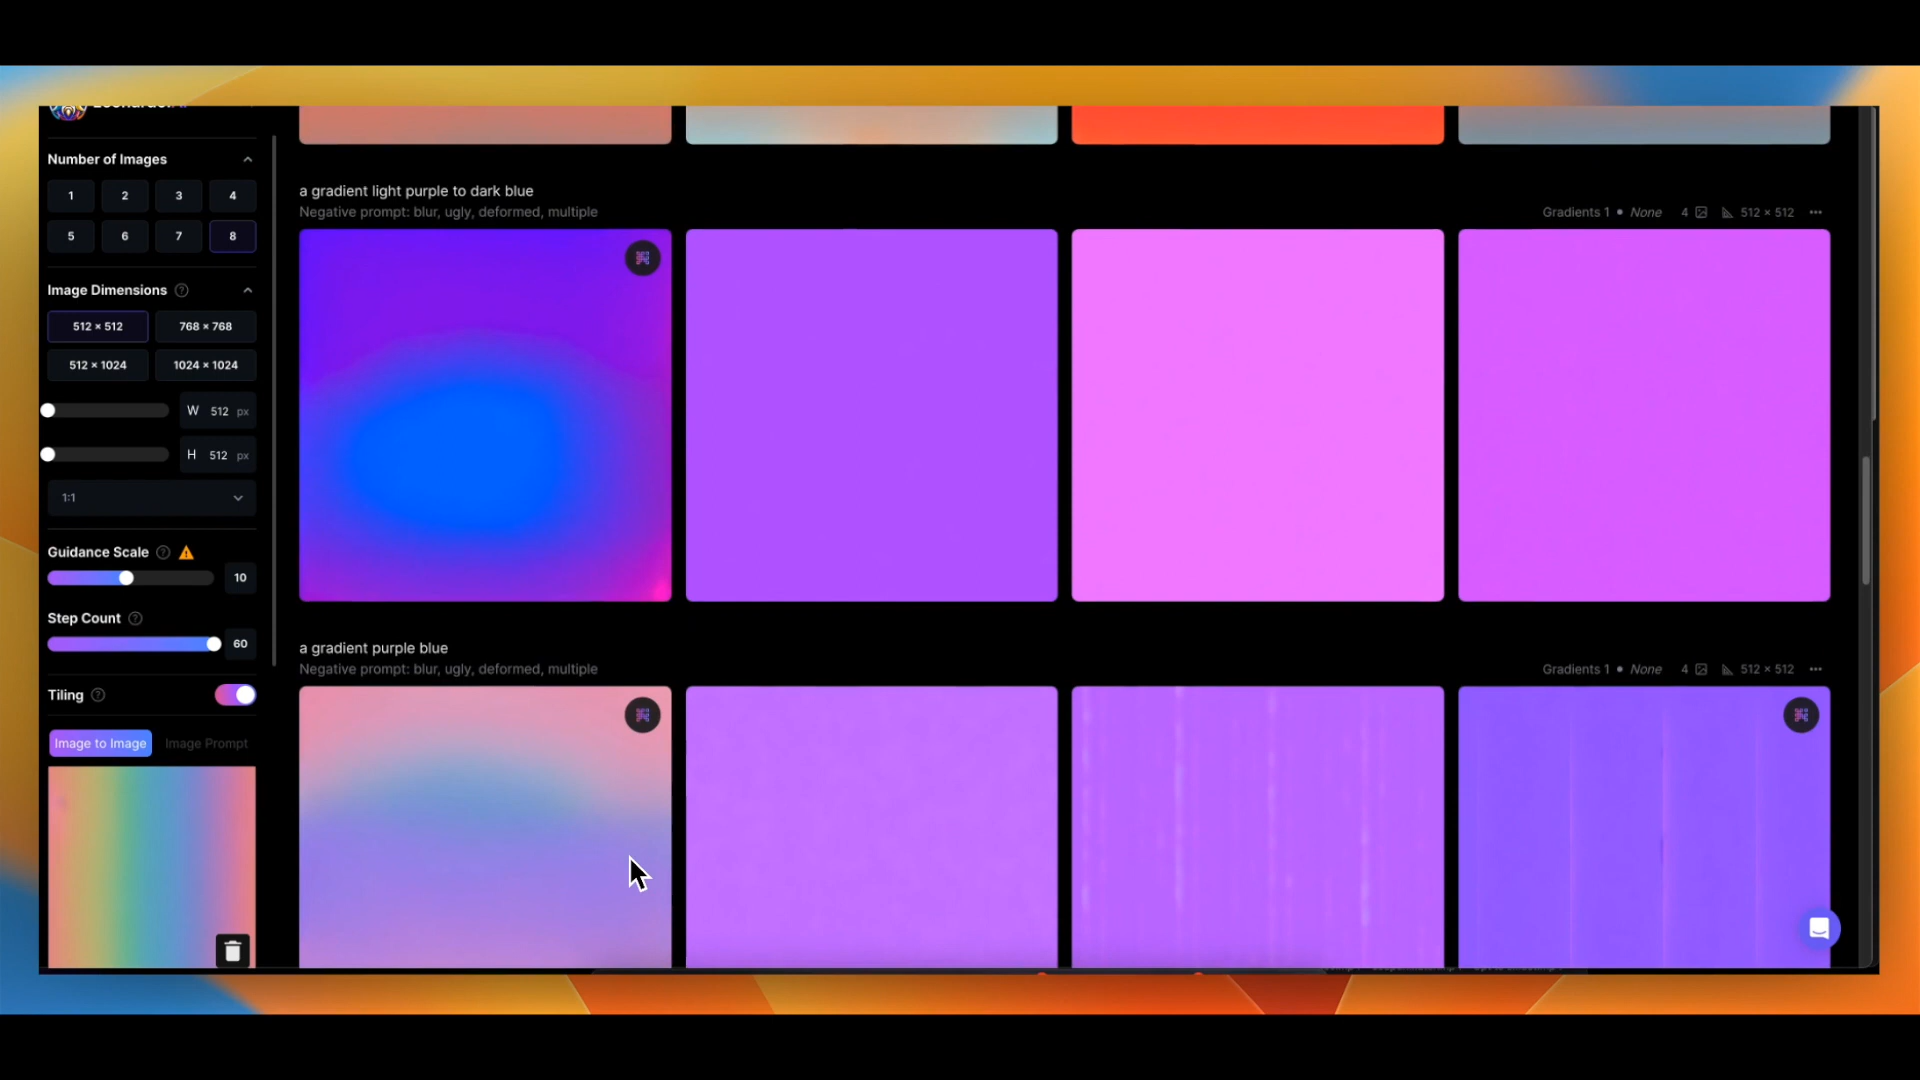 Number of Images
1 2 3 4
5 6 7 8
Image Dimensions
512 × 512 768 × 768
512 × 1024 1024 × 1024
W 512 px
H 512 px
1:1
Guidance Scale
10
Step Count
60
Tiling
Image to Image Image Prompt
a gradient light purple to dark blue
Negative prompt: blur, ugly, deformed, multiple
Gradients 1 • None 4 512 × 512
a gradient purple blue
Negative prompt: blur, ugly, deformed, multiple
Gradients 1 • None 4 512 × 512